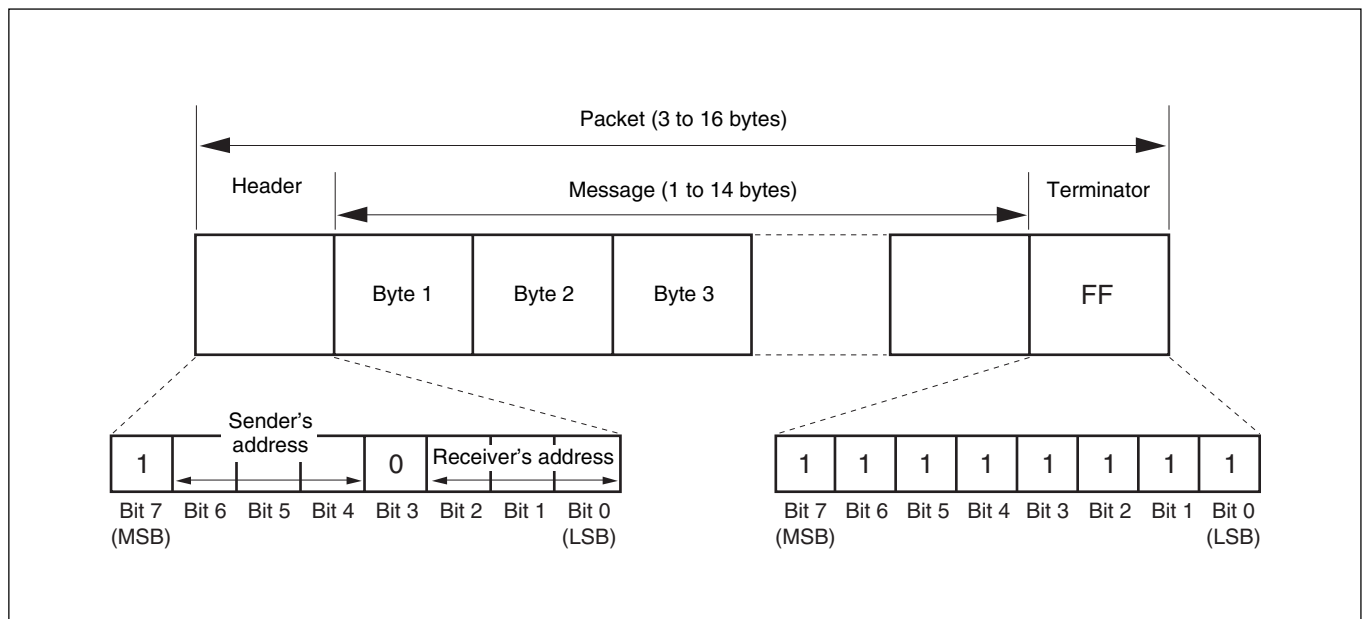 Packet (3 to 16 bytes)
Header
Message (1 to 14 bytes)
Terminator
Byte 1
Byte 2
Byte 3
FF
Sender's
address
1
0
Receiver's address
Bit 7
(MSB)
Bit 6
Bit 5
Bit 4
Bit 3
Bit 2
Bit 1
Bit 0
(LSB)
1 1 1 1 1 1 1 1
Bit 7
(MSB)
Bit 6
Bit 5
Bit 4
Bit 3
Bit 2
Bit 1
Bit 0
(LSB)